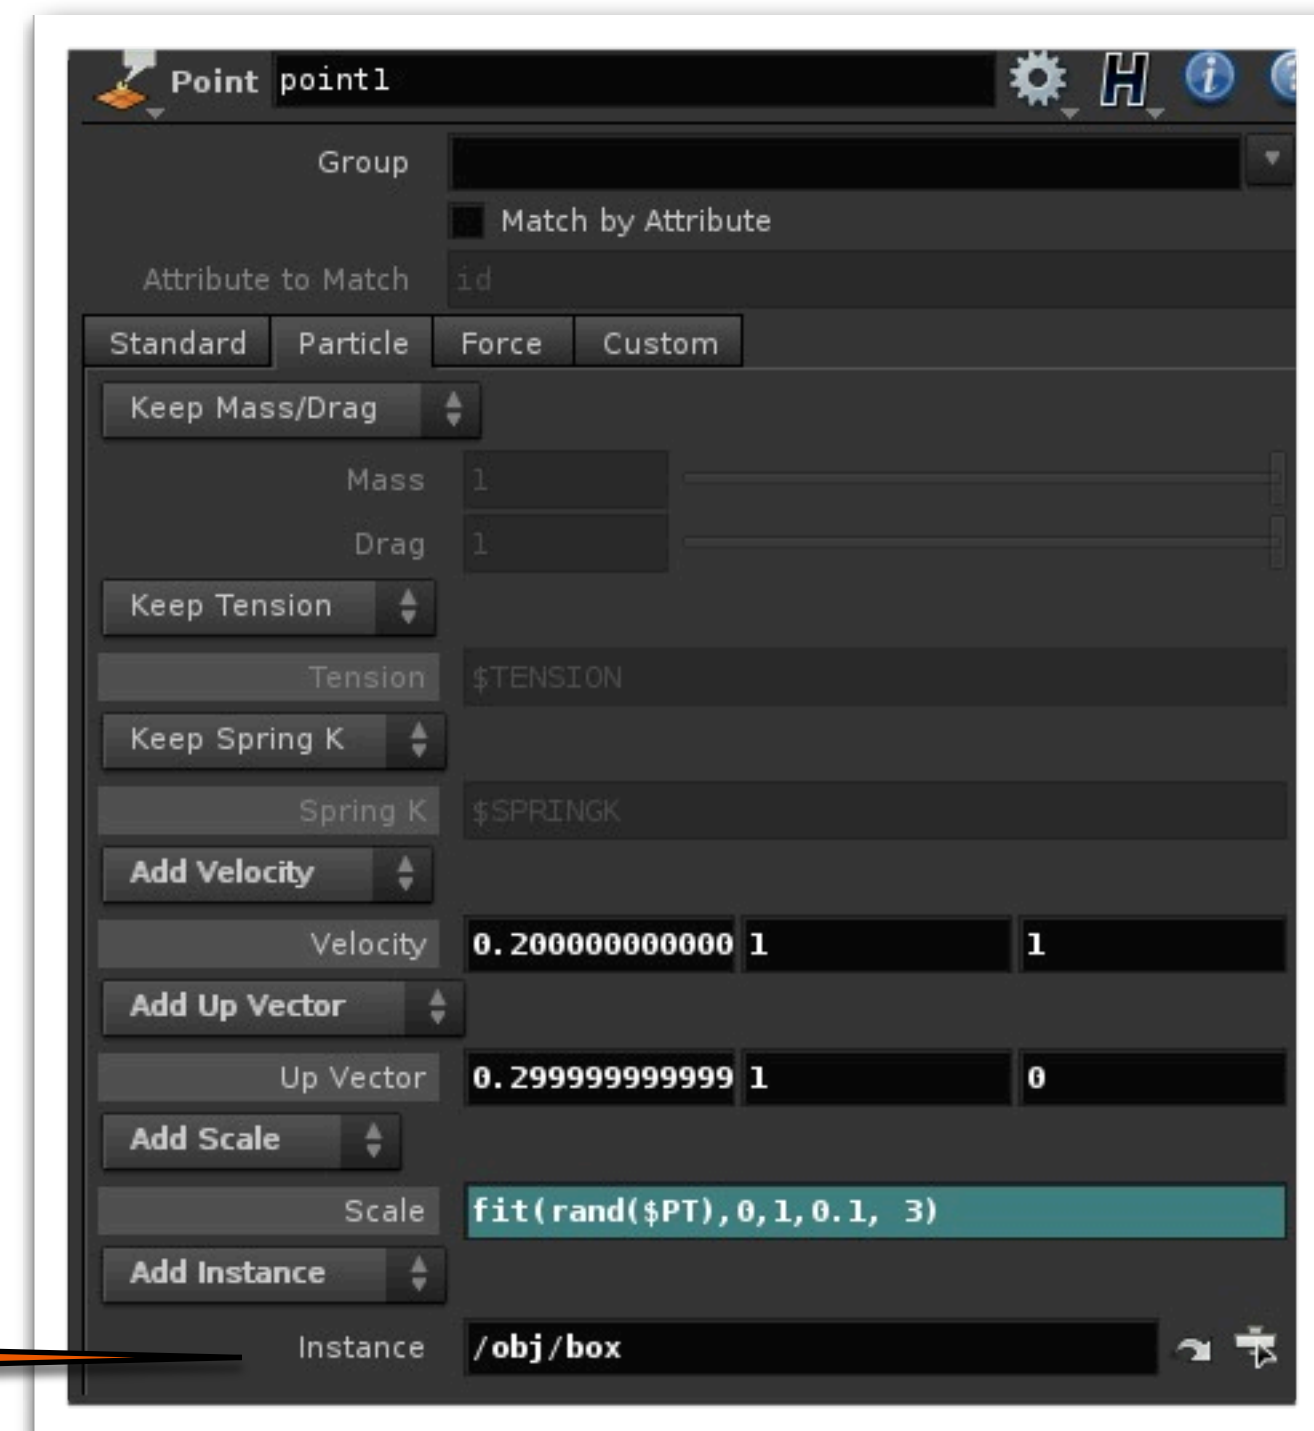 Point point1
Group
Match by Attribute
Attribute to Match id
Standard Particle Force Custom
Keep Mass/Drag
Mass 1
Drag 1
Keep Tension
Tension $TENSION
Keep Spring K
Spring K $SPRINGK
Add Velocity
Velocity 0.200000000000 1 1
Add Up Vector
Up Vector 0.299999999999 1 0
Add Scale
Scale fit(rand($PT),0,1,0.1, 3)
Add Instance
Instance /obj/box